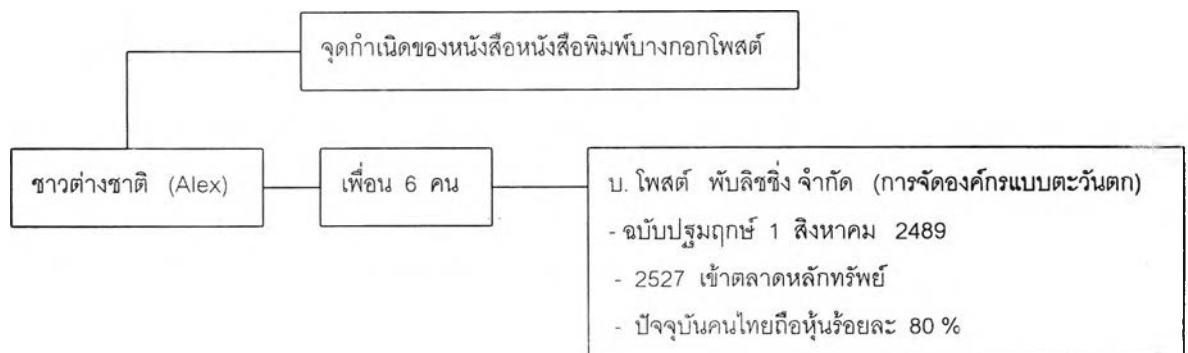 จุดกำเนิดของหนังสือหนังสือพิมพ์บางกอกโพสต์
ชาวต่างชาติ (Alex)
เพื่อน 6 คน
บ. โพสต์ พับลิชชิ่ง จำกัด (การจัดองค์กรแบบตะวันตก)
- ฉบับปฐมฤกษ์ 1 สิงหาคม 2489
- 2527 เข้าตลาดหลักทรัพย์
- ปัจจุบันคนไทยถือหุ้นร้อยละ 80 %